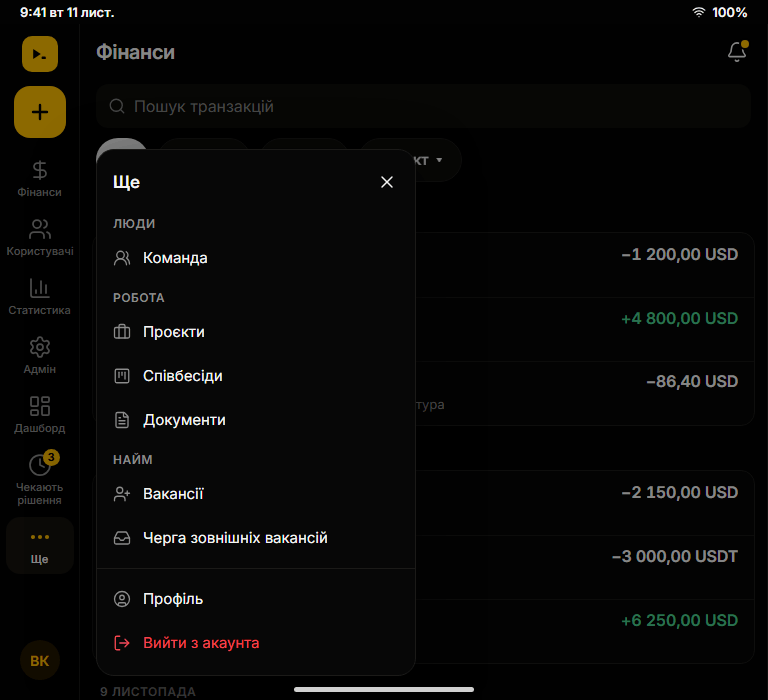 9:41 вт 11 лист.
100%
Фінанси
Пошук транзакцій
Фінанси
Користувачі
Статистика
Адмін
Дашборд
3
Чекають
рішення
Ще
ВК
Ще
ЛЮДИ
Команда
РОБОТА
Проєкти
Співбесіди
Документи
НАЙМ
Вакансії
Черга зовнішніх вакансій
Профіль
Вийти з акаунта
−1 200,00 USD
+4 800,00 USD
−86,40 USD
−2 150,00 USD
−3 000,00 USDT
+6 250,00 USD
9 ЛИСТОПАДА